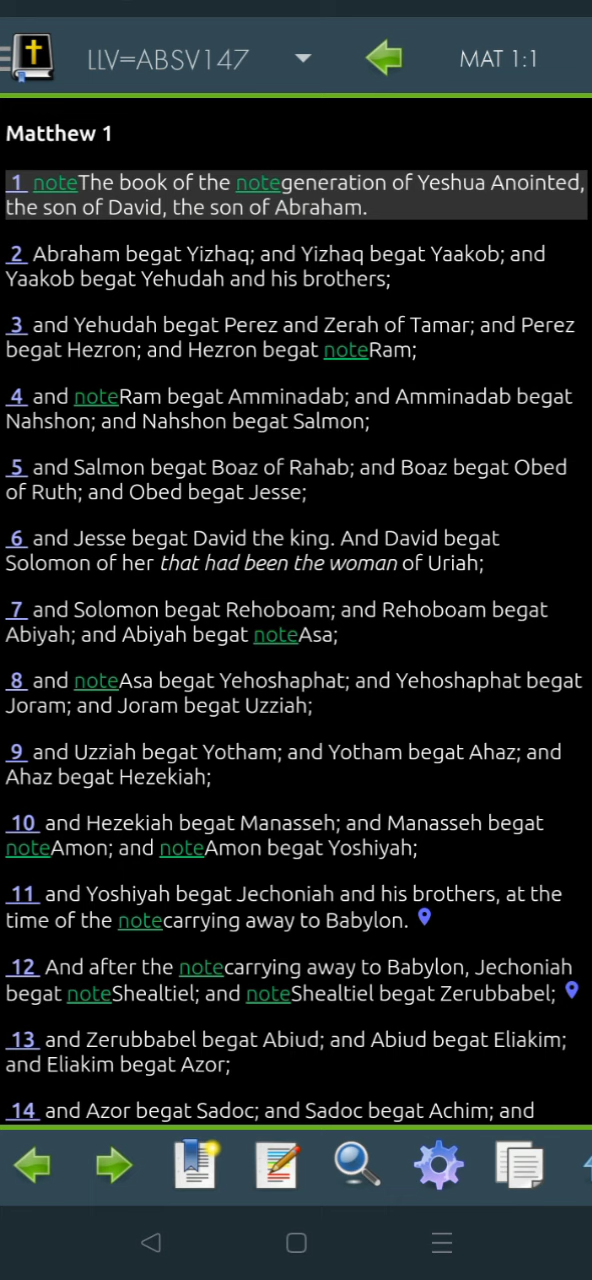 LLV=ABSV147
MAT 1:1
Matthew 1
1 noteThe book of the notegeneration of Yeshua Anointed,
the son of David, the son of Abraham.
2 Abraham begat Yizhaq; and Yizhaq begat Yaakob; and
Yaakob begat Yehudah and his brothers;
3 and Yehudah begat Perez and Zerah of Tamar; and Perez
begat Hezron; and Hezron begat noteRam;
4 and noteRam begat Amminadab; and Amminadab begat
Nahshon; and Nahshon begat Salmon;
5 and Salmon begat Boaz of Rahab; and Boaz begat Obed
of Ruth; and Obed begat Jesse;
6 and Jesse begat David the king. And David begat
Solomon of her that had been the woman of Uriah;
7 and Solomon begat Rehoboam; and Rehoboam begat
Abiyah; and Abiyah begat noteAsa;
8 and noteAsa begat Yehoshaphat; and Yehoshaphat begat
Joram; and Joram begat Uzziah;
9 and Uzziah begat Yotham; and Yotham begat Ahaz; and
Ahaz begat Hezekiah;
10 and Hezekiah begat Manasseh; and Manasseh begat
noteAmon; and noteAmon begat Yoshiyah;
11 and Yoshiyah begat Jechoniah and his brothers, at the
time of the notecarrying away to Babylon.
12 And after the notecarrying away to Babylon, Jechoniah
begat noteShealtiel; and noteShealtiel begat Zerubbabel;
13 and Zerubbabel begat Abiud; and Abiud begat Eliakim;
and Eliakim begat Azor;
14 and Azor begat Sadoc; and Sadoc begat Achim; and